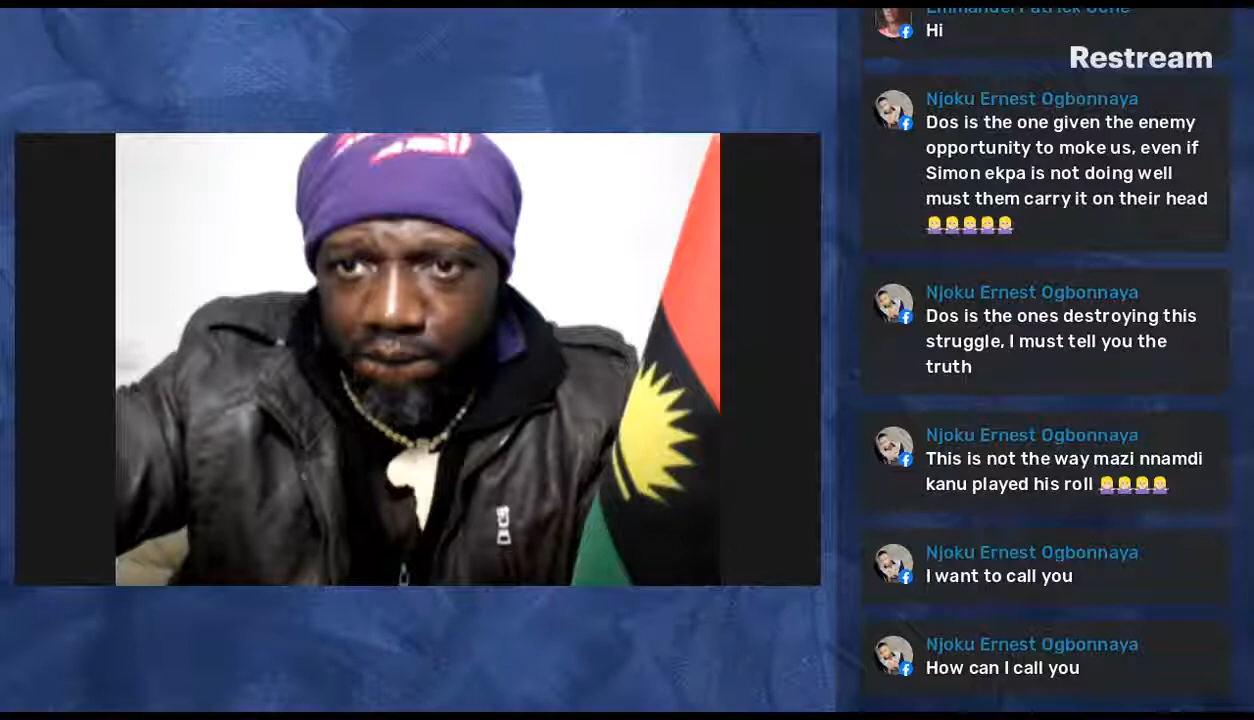 Emmanuel Patrick Oche
Hi
Restream
Njoku Ernest Ogbonnaya
Dos is the one given the enemy
opportunity to moke us, even if
Simon ekpa is not doing well
must them carry it on their head
🤷🏼‍♀️🤷🏼‍♀️🤷🏼‍♀️🤷🏼‍♀️🤷🏼‍♀️
Njoku Ernest Ogbonnaya
Dos is the ones destroying this
struggle, I must tell you the
truth
Njoku Ernest Ogbonnaya
This is not the way mazi nnamdi
kanu played his roll 🤷🏼‍♀️🤷🏼‍♀️🤷🏼‍♀️🤷🏼‍♀️
Njoku Ernest Ogbonnaya
I want to call you
Njoku Ernest Ogbonnaya
How can I call you